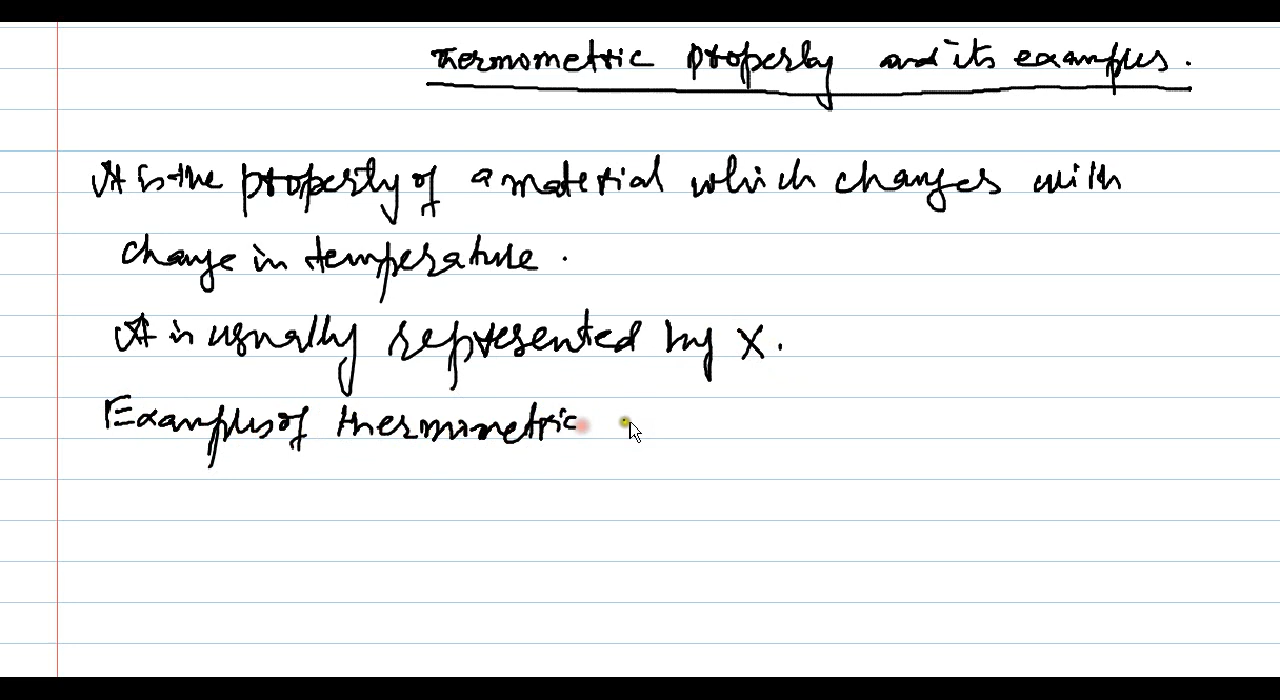 Thermometric property and its examples.
It is the property of a material which changes with
change in temperature.
It is usually represented by X.
Examples of thermometric